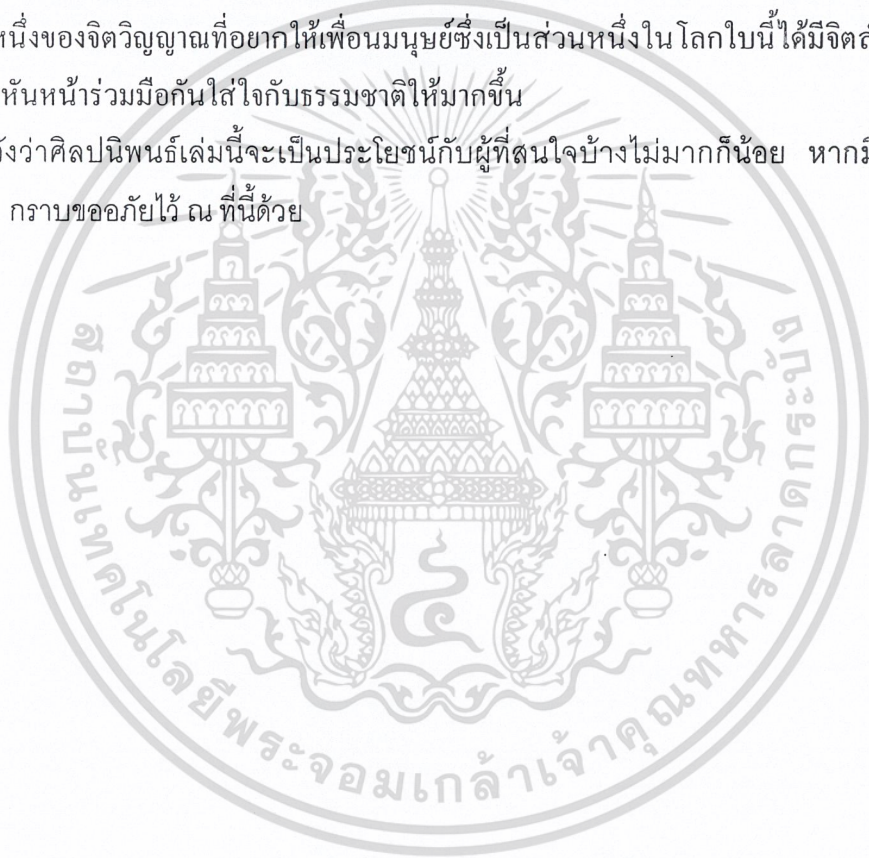 หนึ่งของจิตวิญญาณที่อยากให้เพื่อนมนุษย์ซึ่งเป็นส่วนหนึ่งในโลกใบนี้ได้มี
หันหน้าร่วมมือกันใส่ใจกับธรรมชาติให้มากขึ้น
ว่าศิลปนิพนธ์เล่มนี้จะเป็นประโยชน์กับผู้ที่สนใจบ้างไม่มากก็น้อย หาก
กราบขออภัยไว้ ณ ที่นี้ด้วย
สถาบันเทคโนโลยีพระจอมเกล้าเจ้าคุณทหารลาดกระบัง
๕